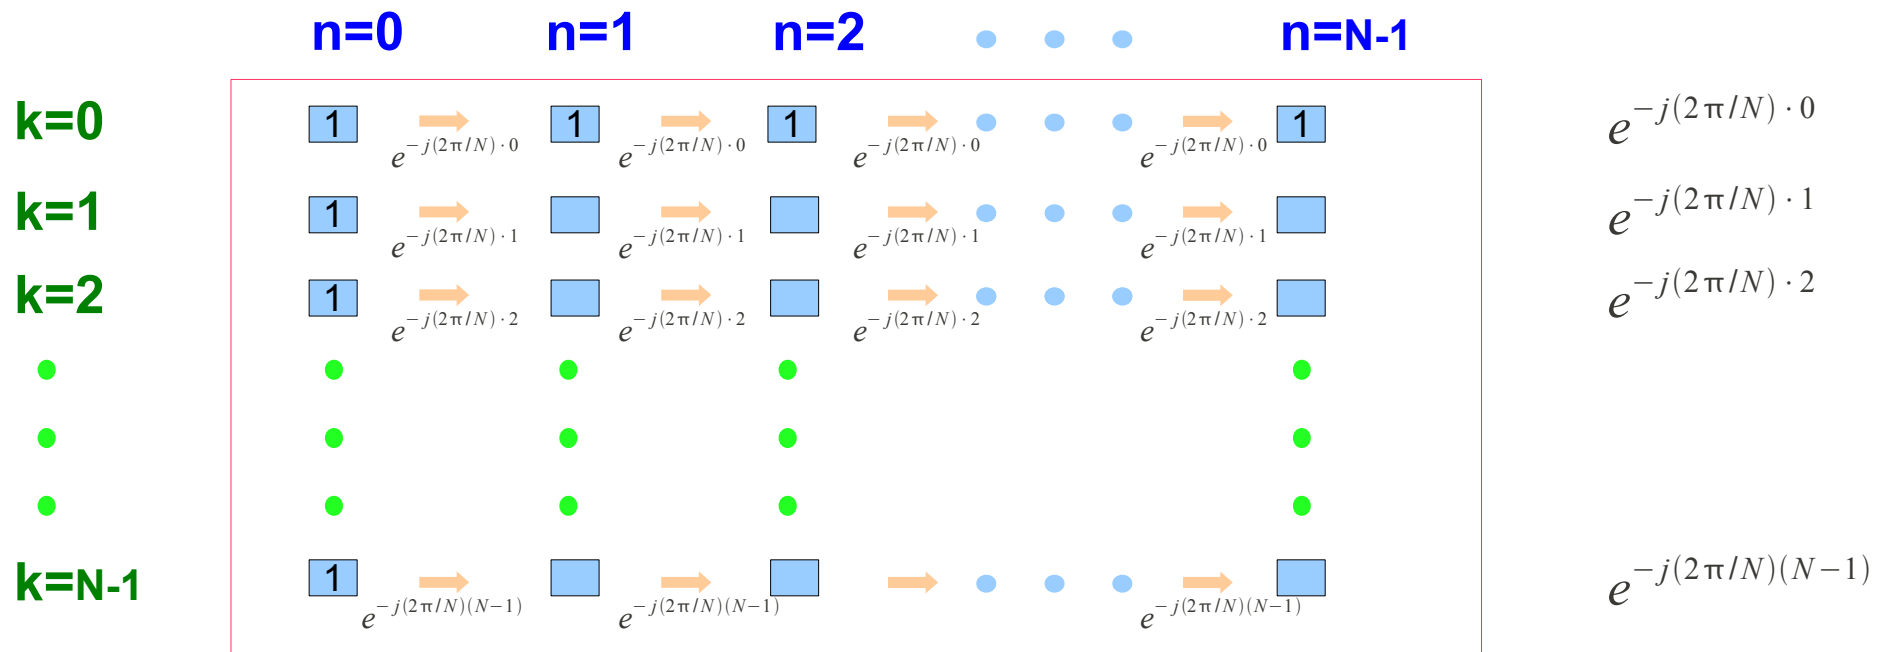 n=0 n=1 n=2 n=N-1
k=0 1 1 1 1 e^{-j(2π/N)·0}
e^{-j(2π/N)·0} e^{-j(2π/N)·0} e^{-j(2π/N)·0} e^{-j(2π/N)·0}
k=1 1 e^{-j(2π/N)·1}
e^{-j(2π/N)·1} e^{-j(2π/N)·1} e^{-j(2π/N)·1} e^{-j(2π/N)·1}
k=2 1 e^{-j(2π/N)·2}
e^{-j(2π/N)·2} e^{-j(2π/N)·2} e^{-j(2π/N)·2} e^{-j(2π/N)·2}
k=N-1 1 e^{-j(2π/N)(N-1)}
e^{-j(2π/N)(N-1)} e^{-j(2π/N)(N-1)} e^{-j(2π/N)(N-1)}